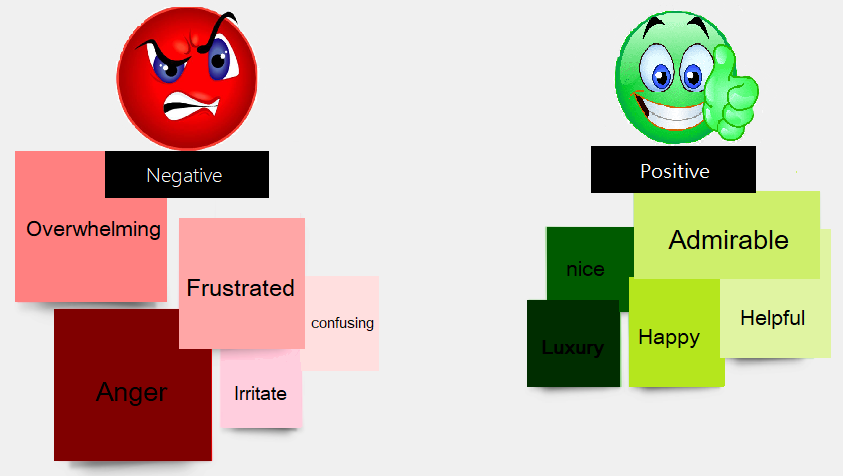 Negative
Overwhelming
Frustrated
confusing
Anger
Irritate
Positive
Admirable
nice
Helpful
Happy
Luxury